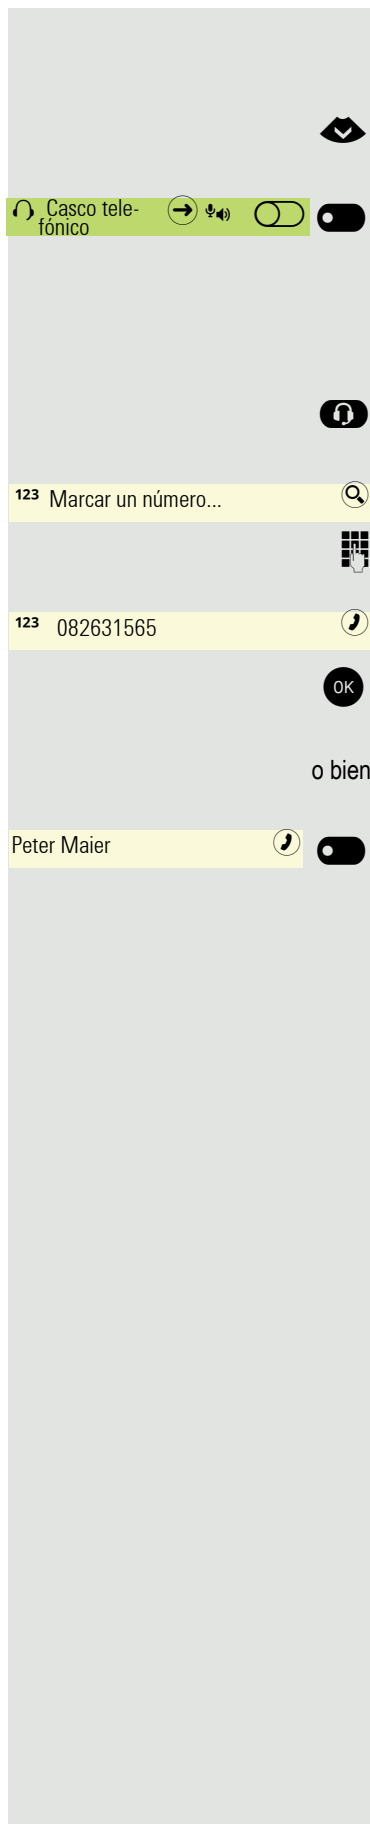 Casco tele-
fónico
123 Marcar un número...
123 082631565
OK
o bien
Peter Maier